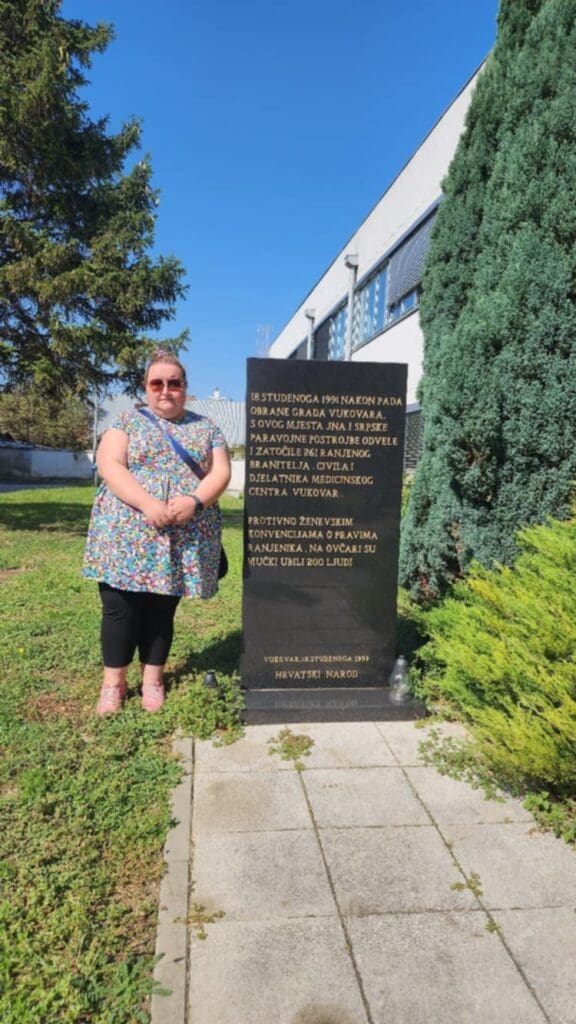 18.STUDENOGA 1991.NAKON PADA
OBRANE GRADA VUKOVARA,
S OVOG MJESTA JNA I SRPSKE
PARAVOJNE POSTROJBE ODVELE
I ZATOČILE 261 RANJENOG
BRANITELJA, CIVILA I
DJELATNIKA MEDICINSKOG
CENTRA VUKOVAR.
PROTIVNO ŽENEVSKIM
KONVENCIJAMA O PRAVIMA
RANJENIKA, NA OVČARI SU
MUČKI UBILI 200 LJUDI
VUKOVAR,18.STUDENOGA 1998
HRVATSKI NAROD